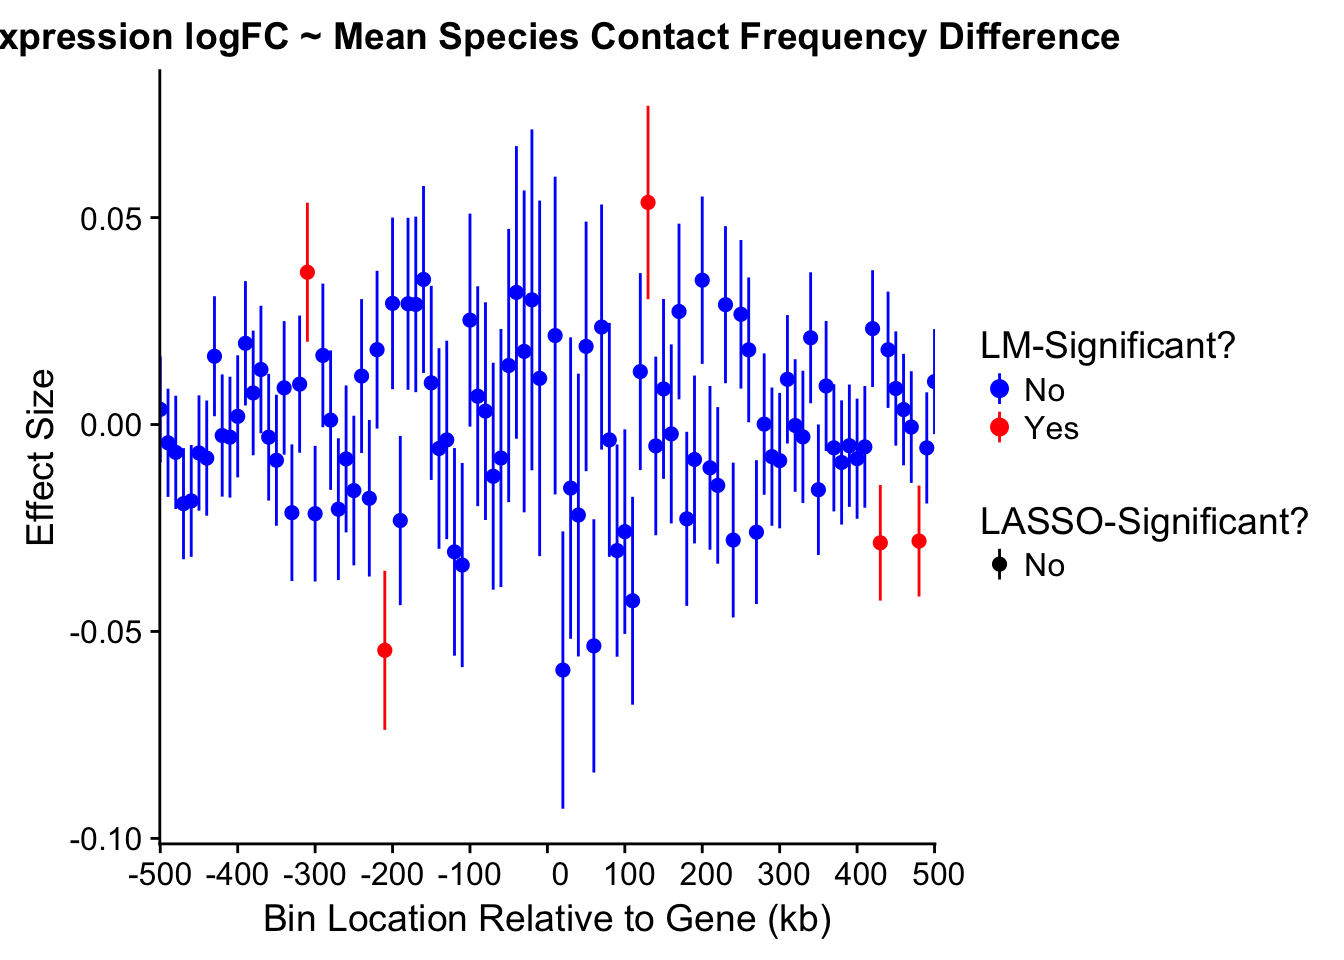 xpression logFC ~ Mean Species Contact Frequency Difference
0.05
0.00
-0.05
-0.10
Effect Size
-500 -400 -300 -200 -100 0 100 200 300 400 500
Bin Location Relative to Gene (kb)
LM-Significant?
No
Yes
LASSO-Significant?
No